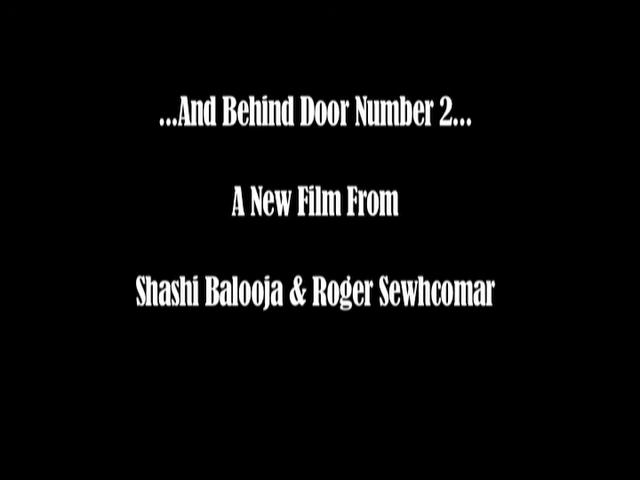 ...And Behind Door Number 2...
A New Film From
Shashi Balooja & Roger Sewhcomar